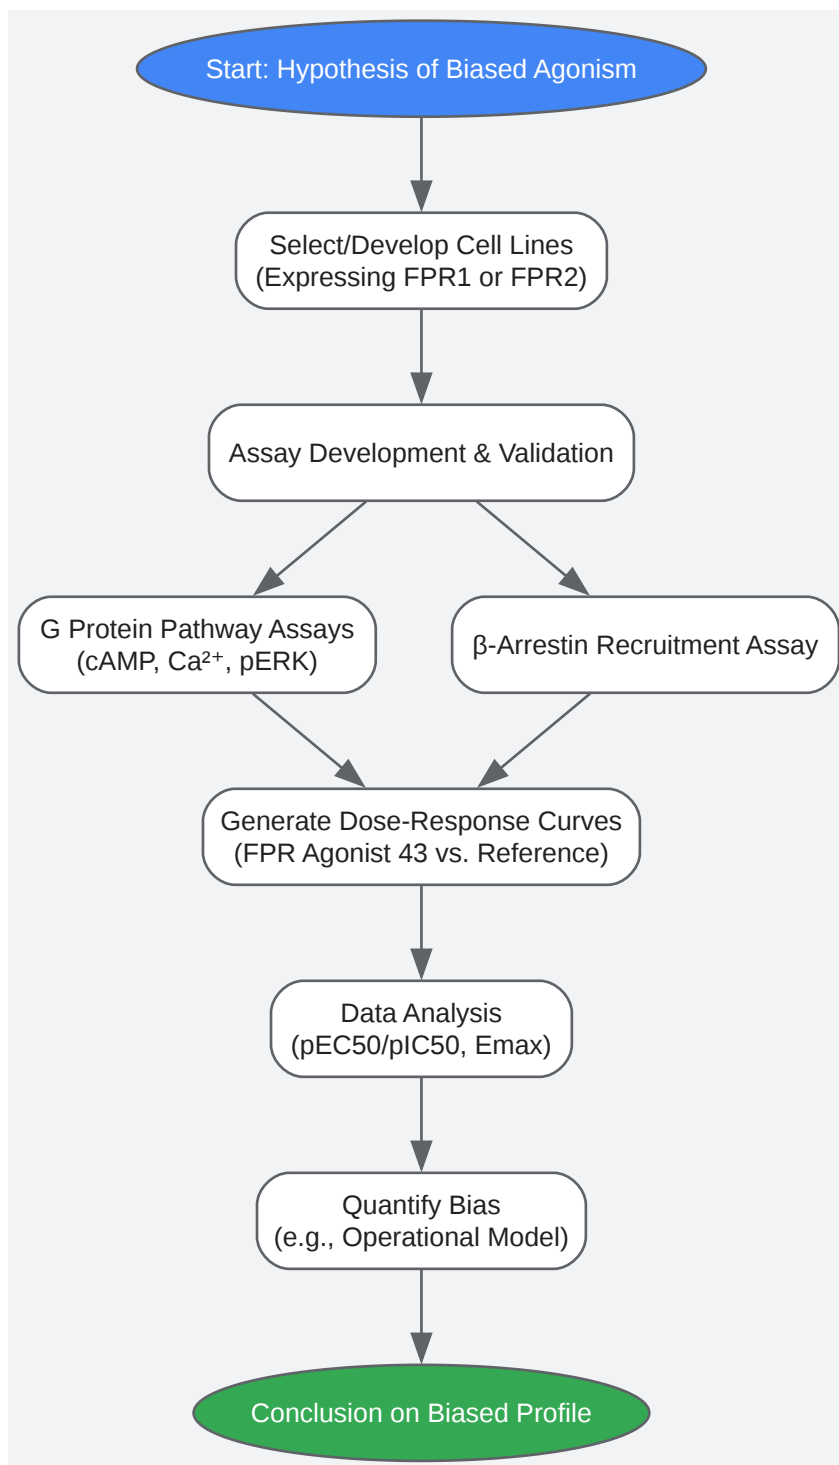 Start: Hypothesis of Biased Agonism
Select/Develop Cell Lines
(Expressing FPR1 or FPR2)
Assay Development & Validation
G Protein Pathway Assays
(cAMP, Ca²⁺, pERK)
β-Arrestin Recruitment Assay
Generate Dose-Response Curves
(FPR Agonist 43 vs. Reference)
Data Analysis
(pEC50/pIC50, Emax)
Quantify Bias
(e.g., Operational Model)
Conclusion on Biased Profile